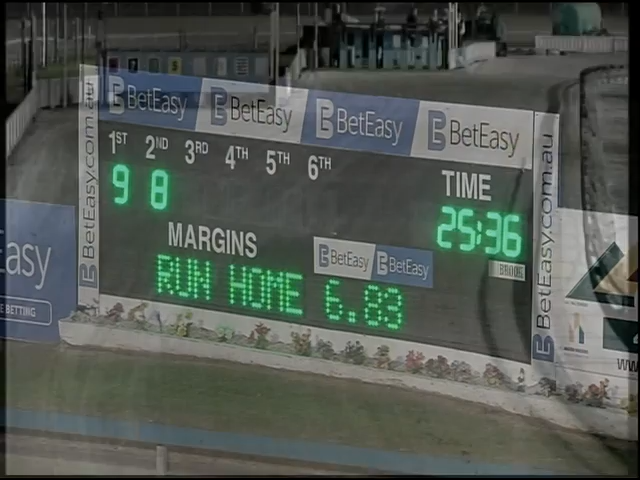 BetEasy BetEasy BetEasy BetEasy
1ST 2ND 3RD 4TH 5TH 6TH
TIME
9 8
25:36
MARGINS
BetEasy BetEasy
RUN HOME 6.83
BetEasy.com.au
BetEasy.com.au
Easy
BETTING